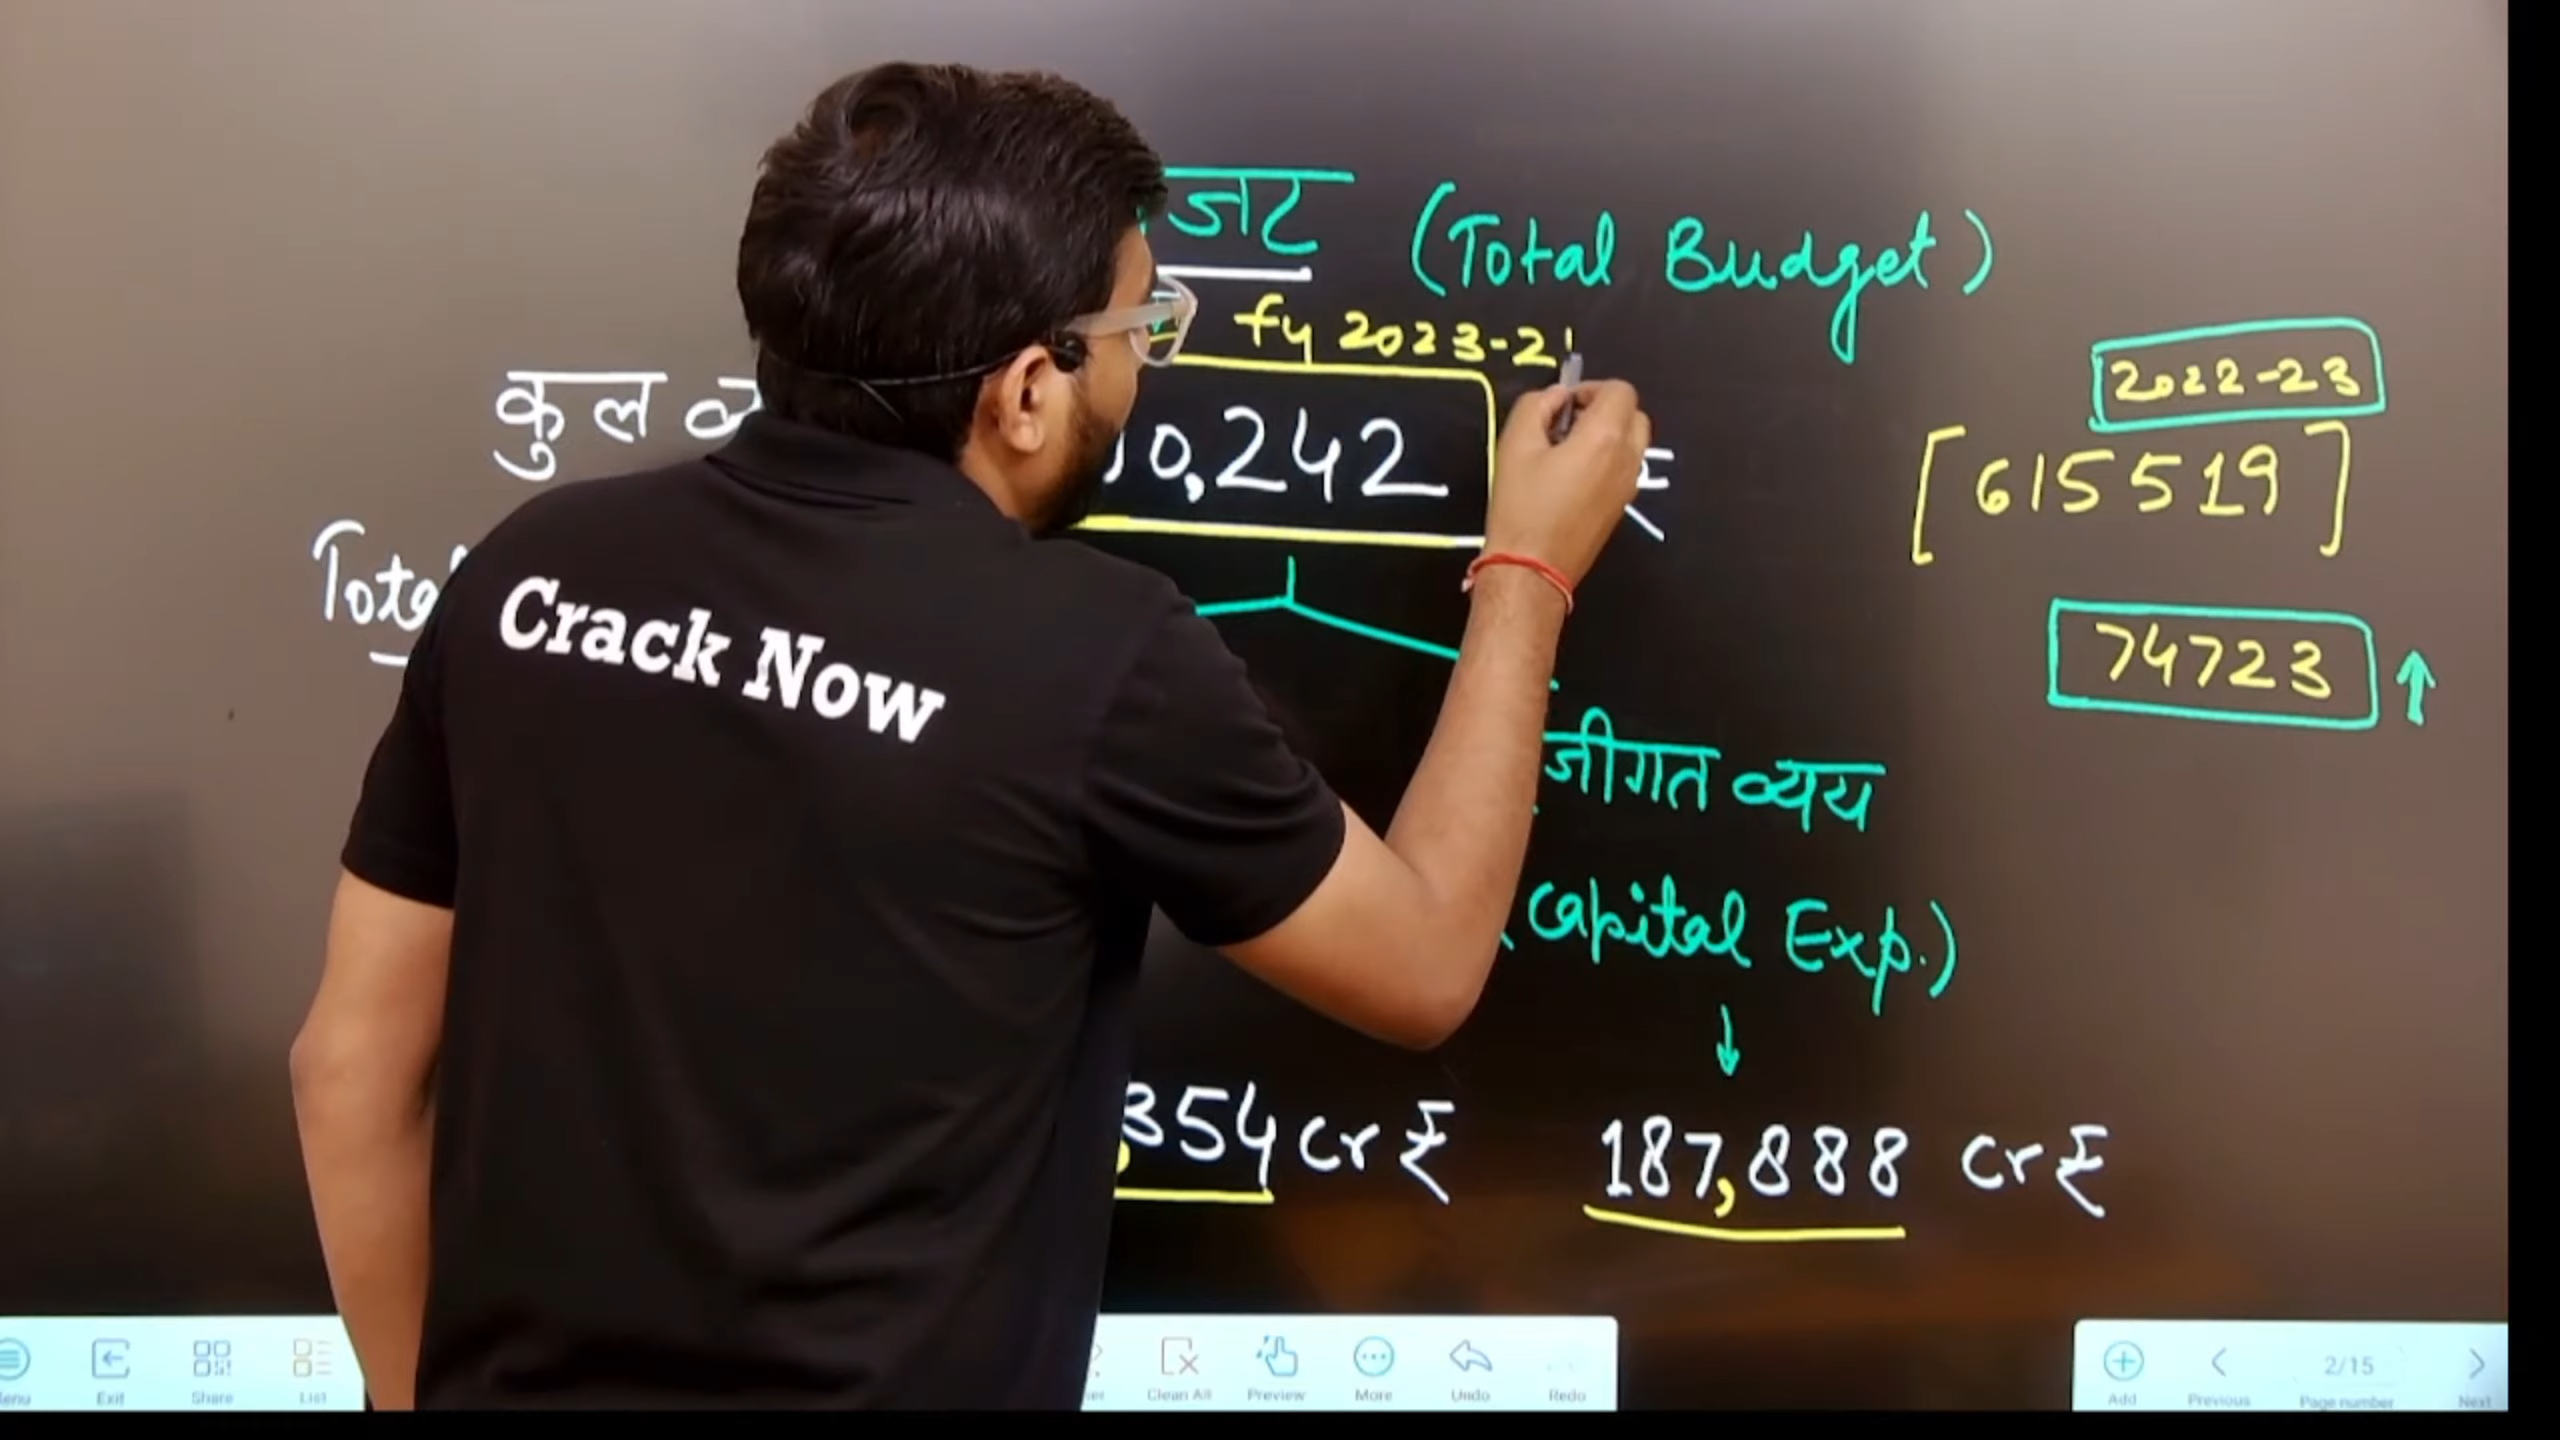 जट (Total Budget)
fy 2023-2
2022-23
कुल
0,242 ₹
[615519]
Tota
Crack Now
74723 ↑
जीगत व्यय
(Capital Exp.)
↓
,354 cr ₹ 187,888 cr ₹
Exit Share List Clean All Preview More Undo Redo Add Previous 2/15 Page number Next